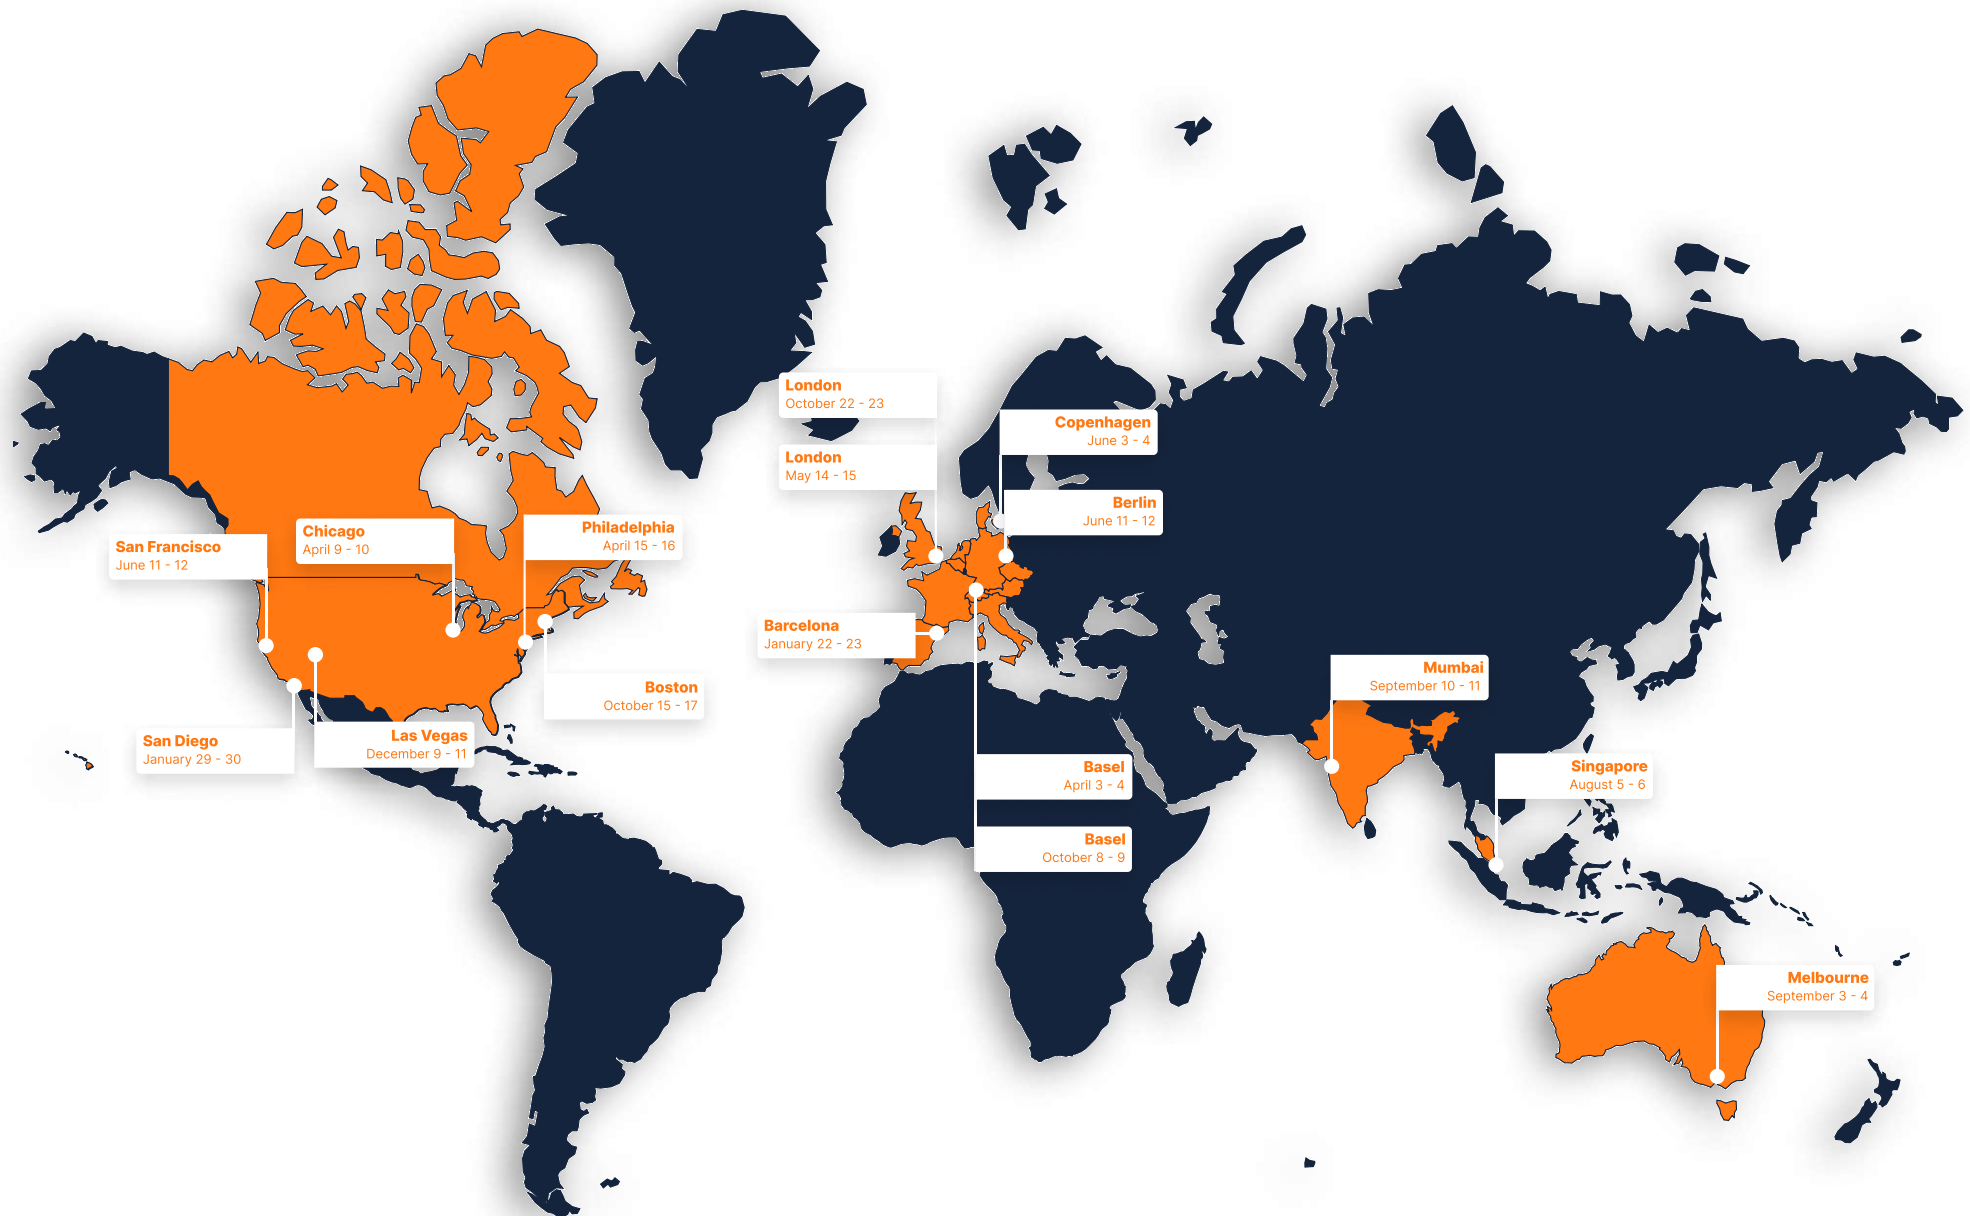 London
October 22 - 23
London
May 14 - 15
Copenhagen
June 3 - 4
Berlin
June 11 - 12
San Francisco
June 11 - 12
Chicago
April 9 - 10
Philadelphia
April 15 - 16
Barcelona
January 22 - 23
Boston
October 15 - 17
San Diego
January 29 - 30
Las Vegas
December 9 - 11
Mumbai
September 10 - 11
Basel
April 3 - 4
Basel
October 8 - 9
Singapore
August 5 - 6
Melbourne
September 3 - 4